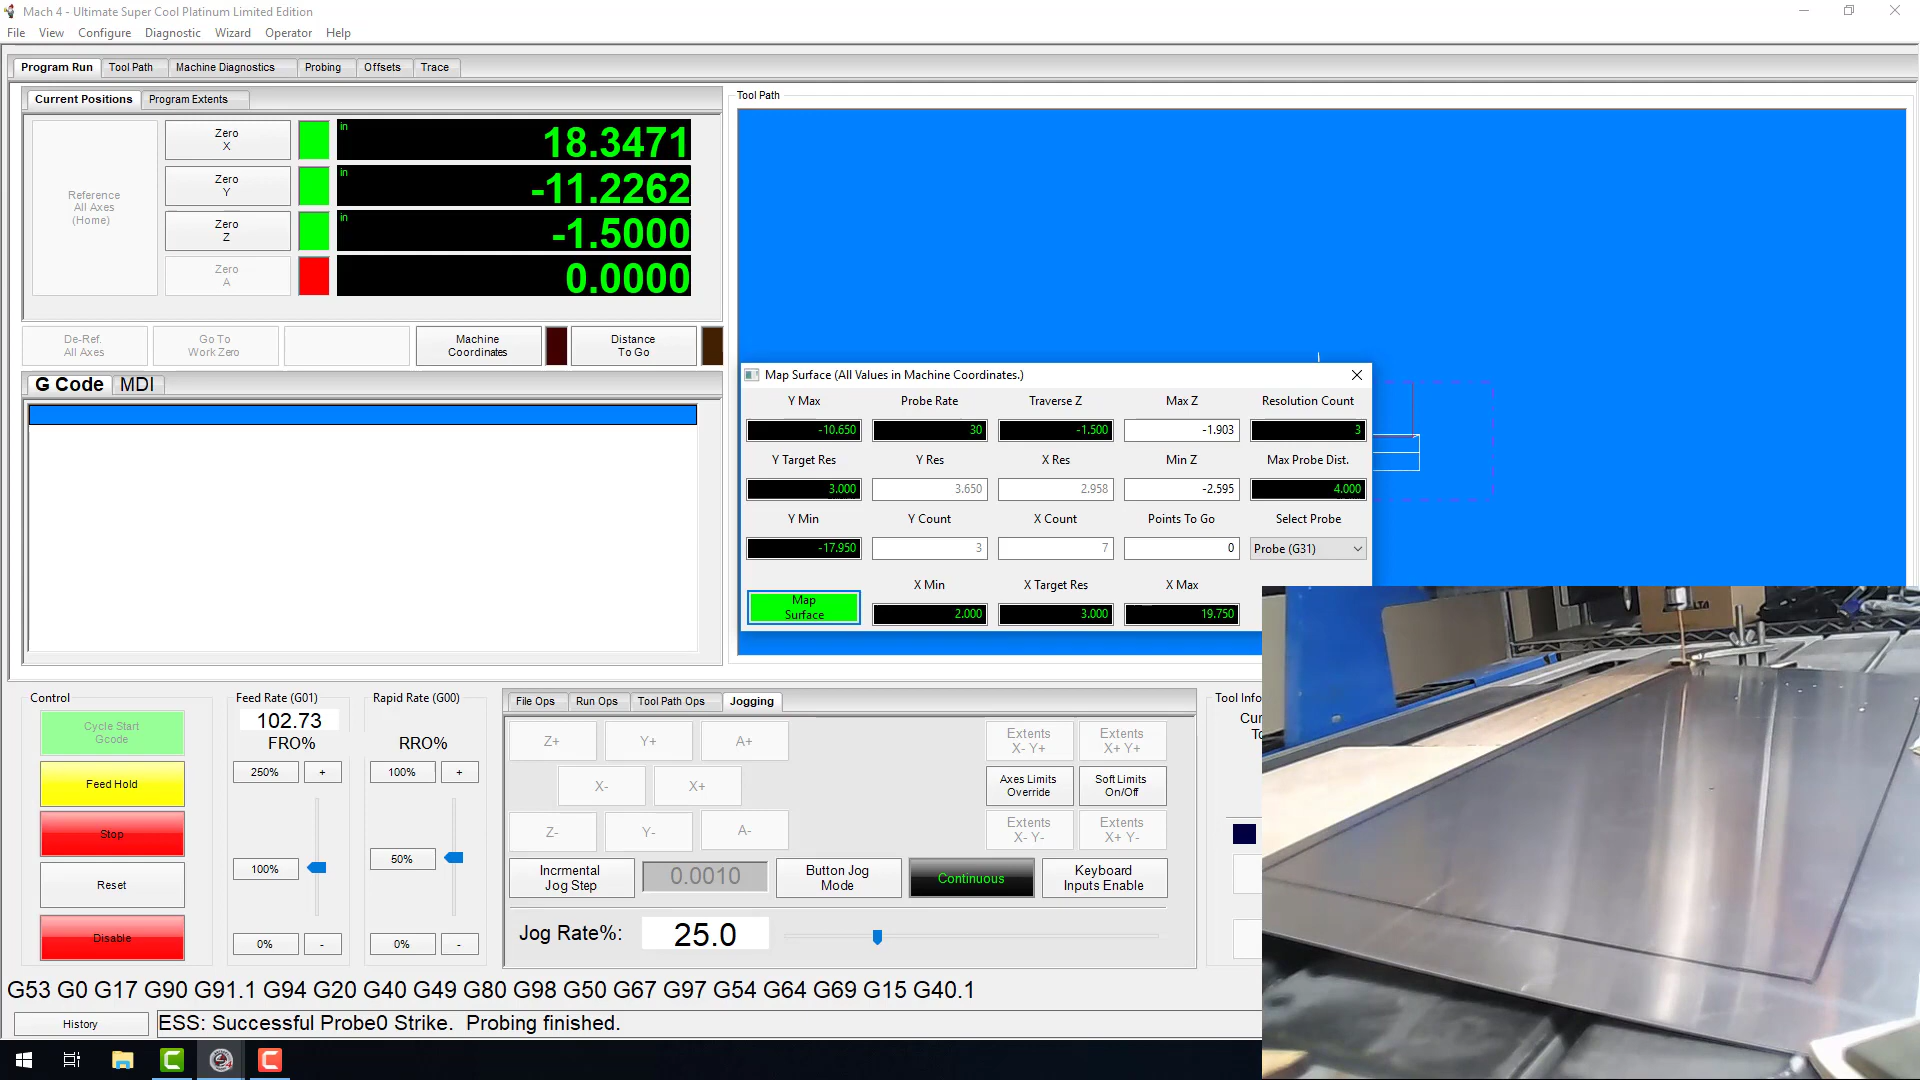 Mach 4 - Ultimate Super Cool Platinum Limited Edition
File View Configure Diagnostic Wizard Operator Help
Program Run Tool Path Machine Diagnostics Probing Offsets Trace
Current Positions Program Extents
Reference
All Axes
(Home)
Zero
X
in
18.3471
Zero
Y
in
-11.2262
Zero
Z
in
-1.5000
Zero
A
0.0000
De-Ref.
All Axes
Go To
Work Zero
Machine
Coordinates
Distance
To Go
G Code MDI
Tool Path
Map Surface (All Values in Machine Coordinates.)
Y Max Probe Rate Traverse Z Max Z Resolution Count
-10.650 30 -1.500 -1.903 3
Y Target Res Y Res X Res Min Z Max Probe Dist.
3.000 3.650 2.958 -2.595 4.000
Y Min Y Count X Count Points To Go Select Probe
-17.950 3 7 0 Probe (G31)
X Min X Target Res X Max
Map
Surface
2.000 3.000 19.750
Control
Cycle Start
Gcode
Feed Hold
Stop
Reset
Disable
Feed Rate (G01)
102.73
FRO%
250% +
100%
0% -
Rapid Rate (G00)
RRO%
100% +
50%
0% -
File Ops Run Ops Tool Path Ops Jogging
Z+ Y+ A+
X- X+
Z- Y- A-
Extents
X- Y+
Extents
X+ Y+
Axes Limits
Override
Soft Limits
On/Off
Extents
X- Y-
Extents
X+ Y-
Incrmental
Jog Step
0.0010
Button Jog
Mode
Continuous
Keyboard
Inputs Enable
Jog Rate%: 25.0
Tool Info
Cu
To
G53 G0 G17 G90 G91.1 G94 G20 G40 G49 G80 G98 G50 G67 G97 G54 G64 G69 G15 G40.1
History
ESS: Successful Probe0 Strike.  Probing finished.